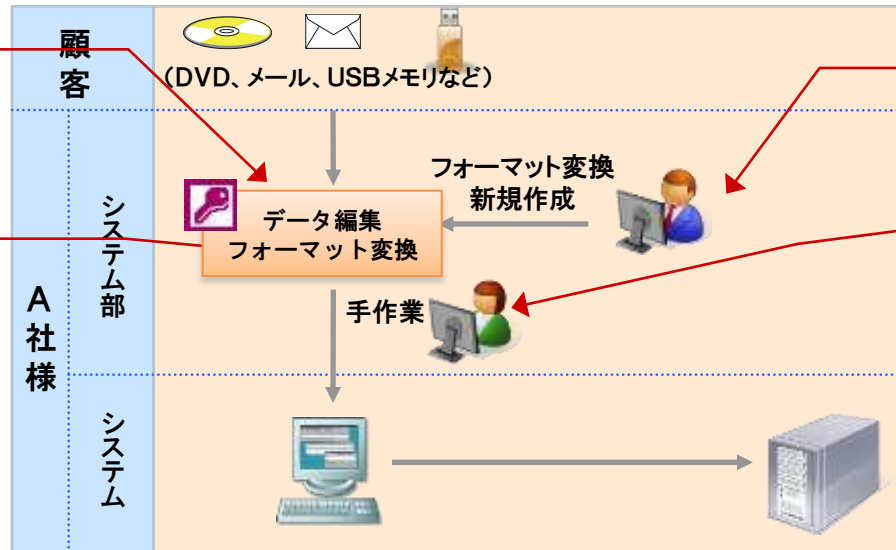 顧客
(DVD、メール、USBメモリなど)
A社様
システム部
フォーマット変換
新規作成
データ編集
フォーマット変換
手作業
システム